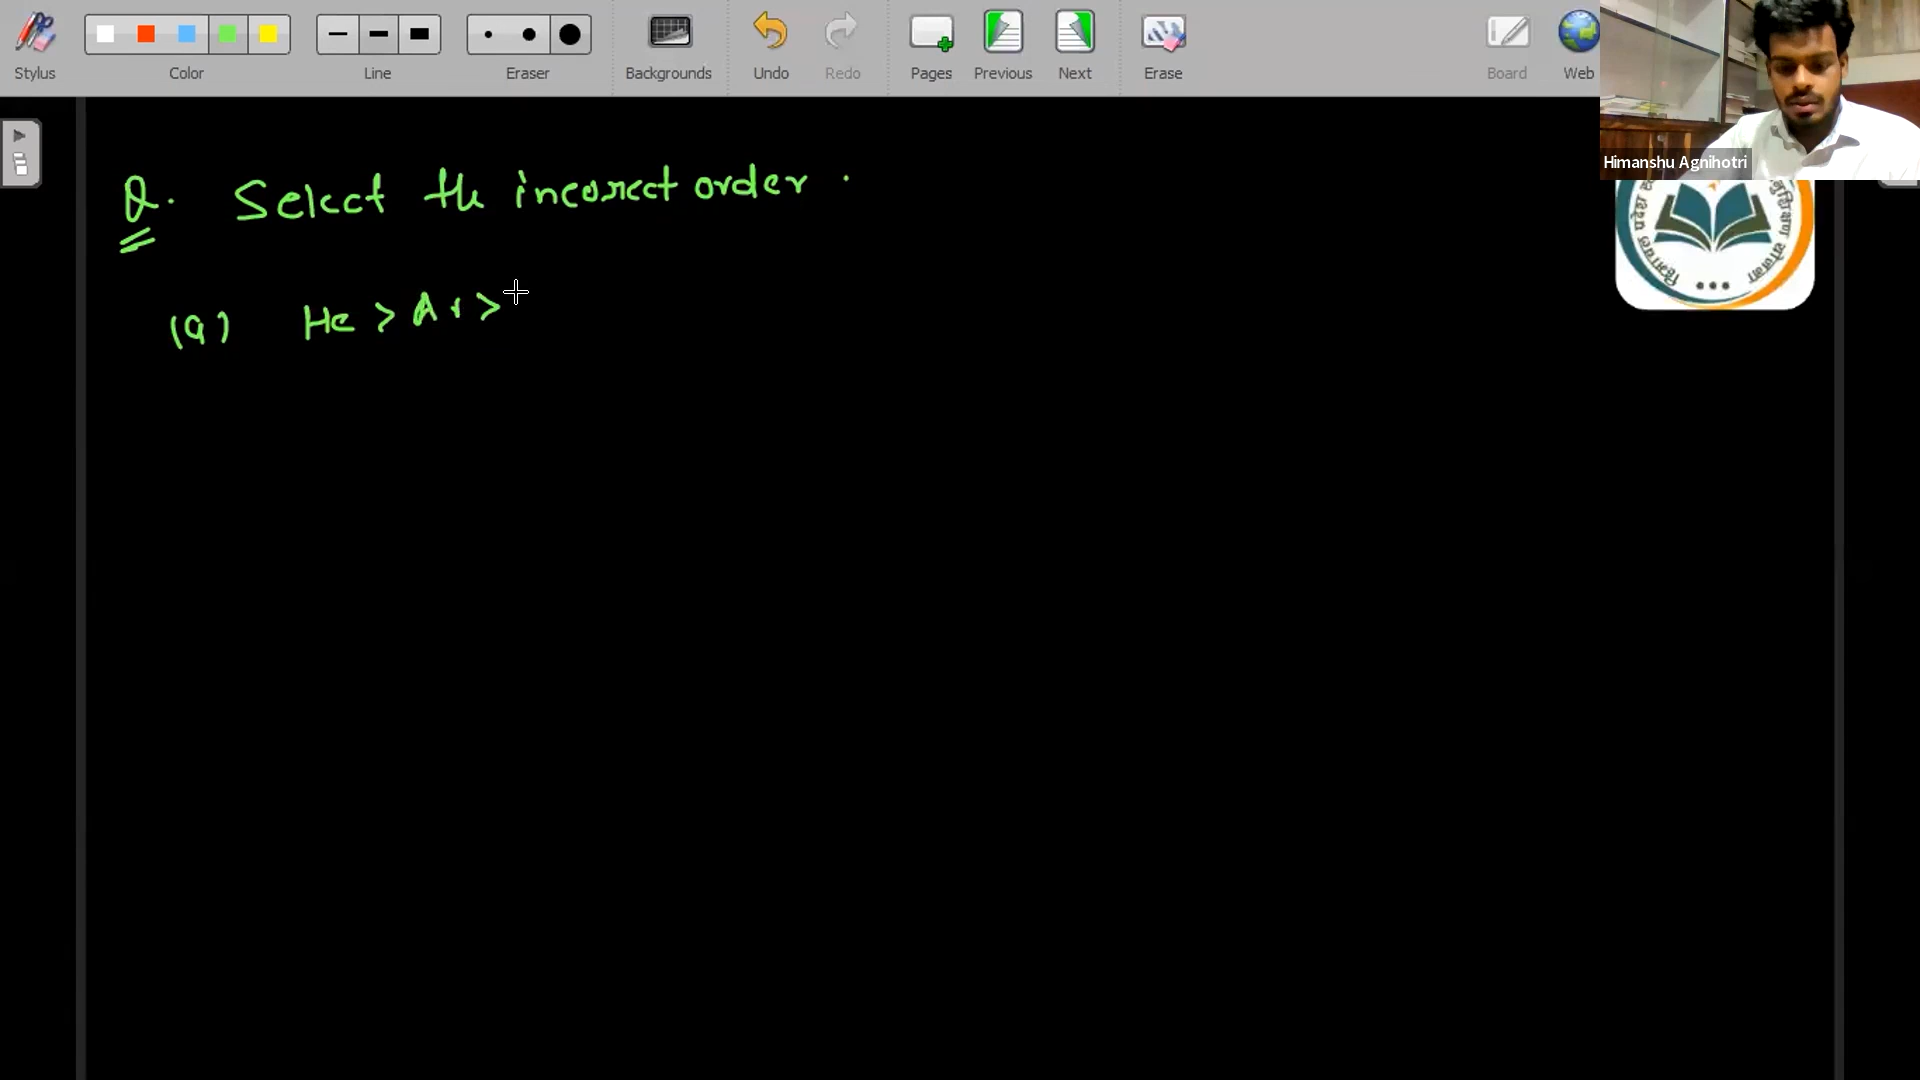 Stylus
Color
Line
Eraser
Backgrounds
Undo
Redo
Pages
Previous
Next
Erase
Board
Web
Himanshu Agnihotri
Q. Select the incorrect order.
(a) He > Ar >